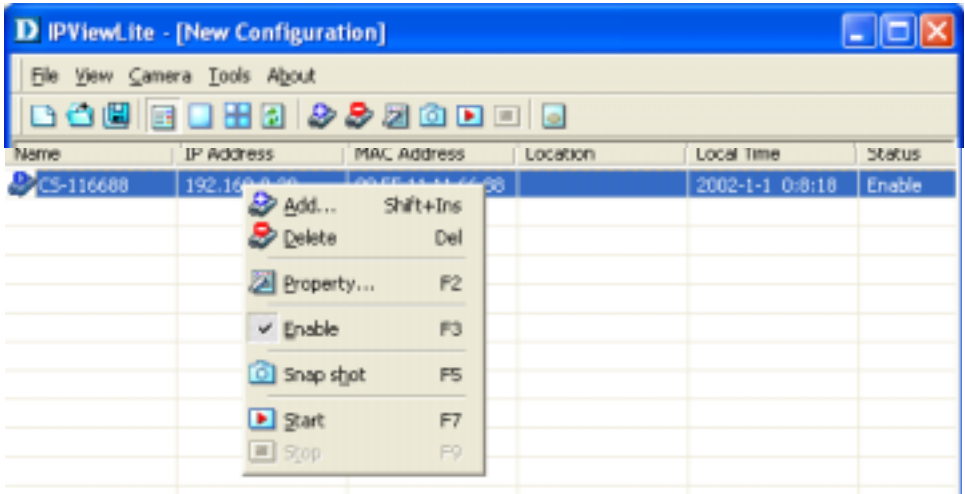 IPViewLite - [New Configuration]
File View Camera Tools About
Name IP Address MAC Address Location Local Time Status
CS-116688 2002-1-1 0:8:18 Enable
Add... Shift+Ins
Delete Del
Property... F2
Enable F3
Snap shot F5
Start F7
Stop F9